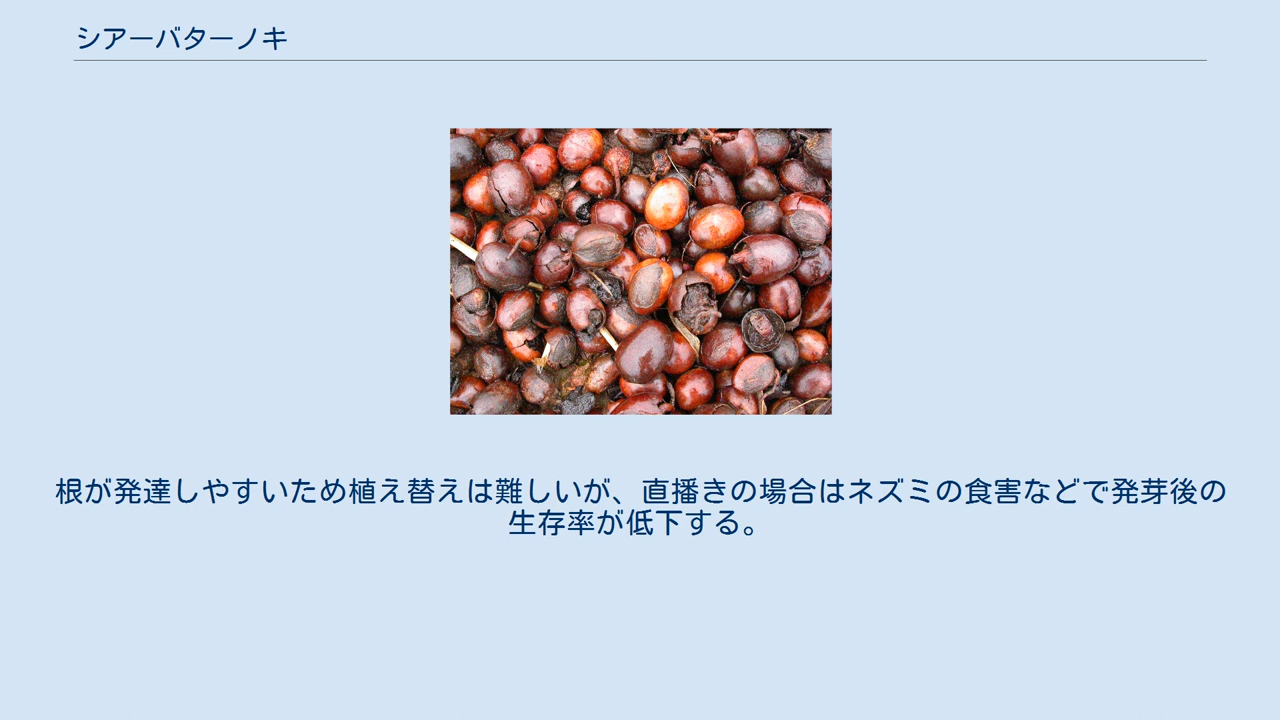 シアーバターノキ
根が発達しやすいため植え替えは難しいが、直播きの場合はネズミの食害などで発芽後の
生存率が低下する。